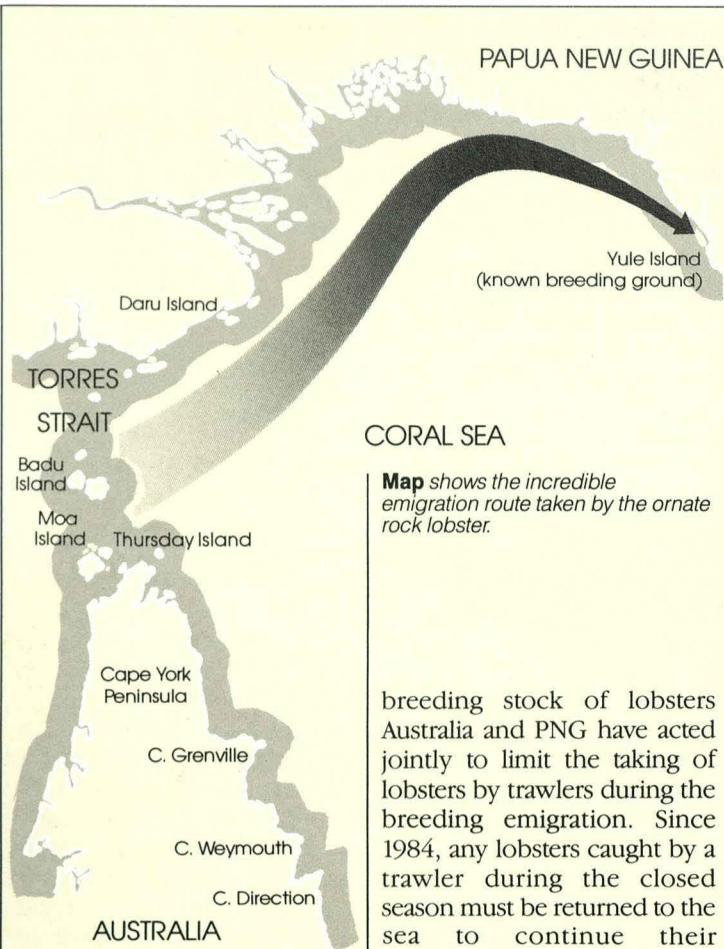 PAPUA NEW GUINEA
Yule Island
(known breeding ground)
Daru Island
TORRES
STRAIT
CORAL SEA
Badu
Island
Map shows the incredible
emigration route taken by the ornate
rock lobster.
Moa
Island
Thursday Island
Cape York
Peninsula
C. Grenville
C. Weymouth
C. Direction
AUSTRALIA
breeding stock of lobsters
Australia and PNG have acted
jointly to limit the taking of
lobsters by trawlers during the
breeding emigration. Since
1984, any lobsters caught by a
trawler during the closed
season must be returned to the
sea to continue their